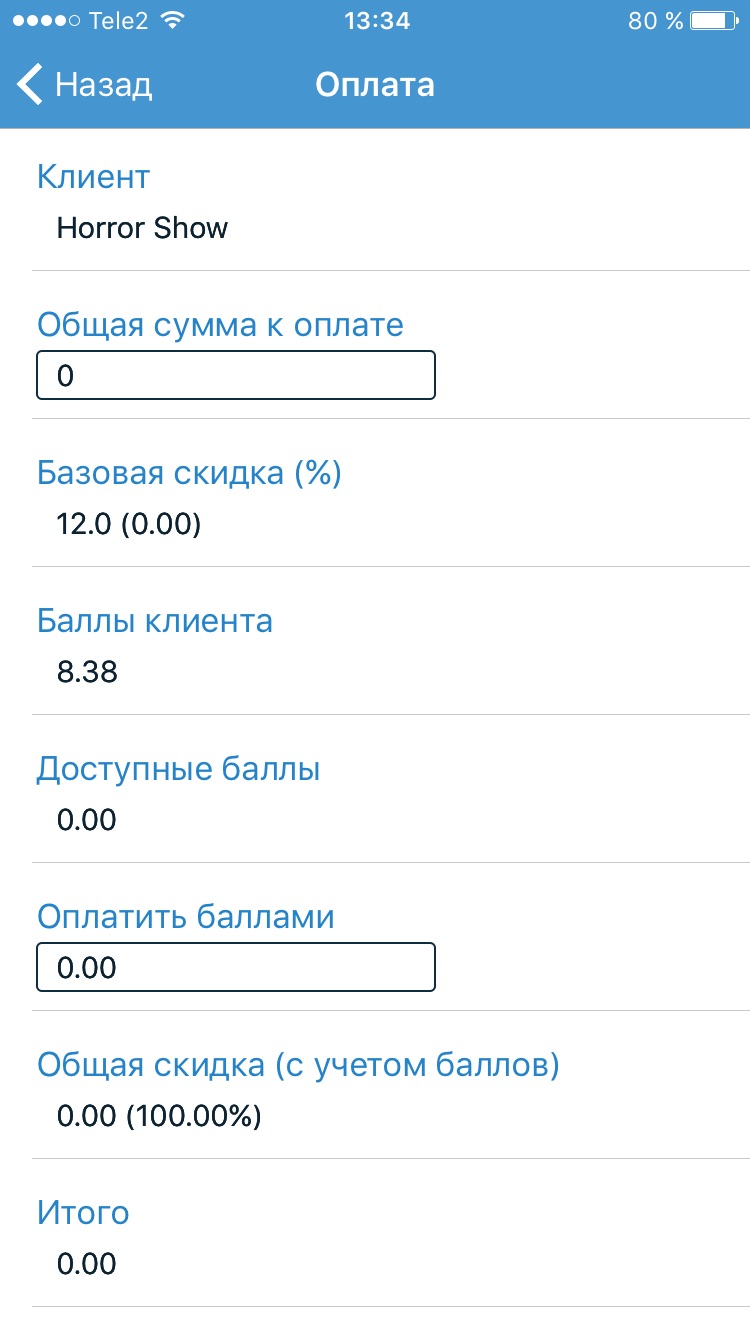 Tele2 13:34 80 %
Назад Оплата
Клиент
Horror Show
Общая сумма к оплате
0
Базовая скидка (%)
12.0 (0.00)
Баллы клиента
8.38
Доступные баллы
0.00
Оплатить баллами
0.00
Общая скидка (с учетом баллов)
0.00 (100.00%)
Итого
0.00